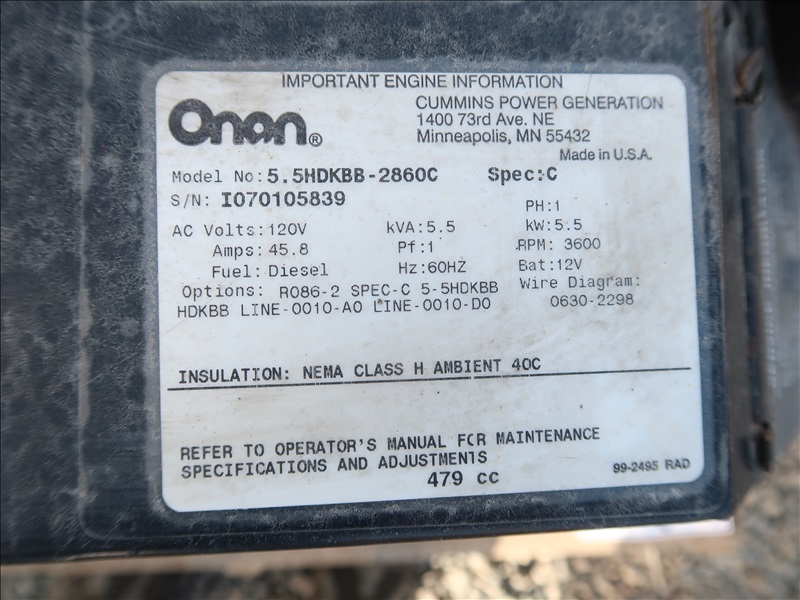 IMPORTANT ENGINE INFORMATION
Onan®
CUMMINS POWER GENERATION
1400 73rd Ave. NE
Minneapolis, MN 55432
Made in U.S.A.
Model No: 5.5HDKBB-2860C Spec:C
S/N: I070105839
PH:1
AC Volts:120V kVA:5.5 kW:5.5
Amps:45.8 Pf:1 RPM: 3600
Fuel: Diesel Hz:60HZ Bat:12V
Options: R086-2 SPEC-C 5-5HDKBB Wire Diagram:
HDKBB LINE-0010-A0 LINE-0010-D0 0630-2298
INSULATION: NEMA CLASS H AMBIENT 40C
REFER TO OPERATOR'S MANUAL FOR MAINTENANCE
SPECIFICATIONS AND ADJUSTMENTS
479 CC
99-2495 RAD